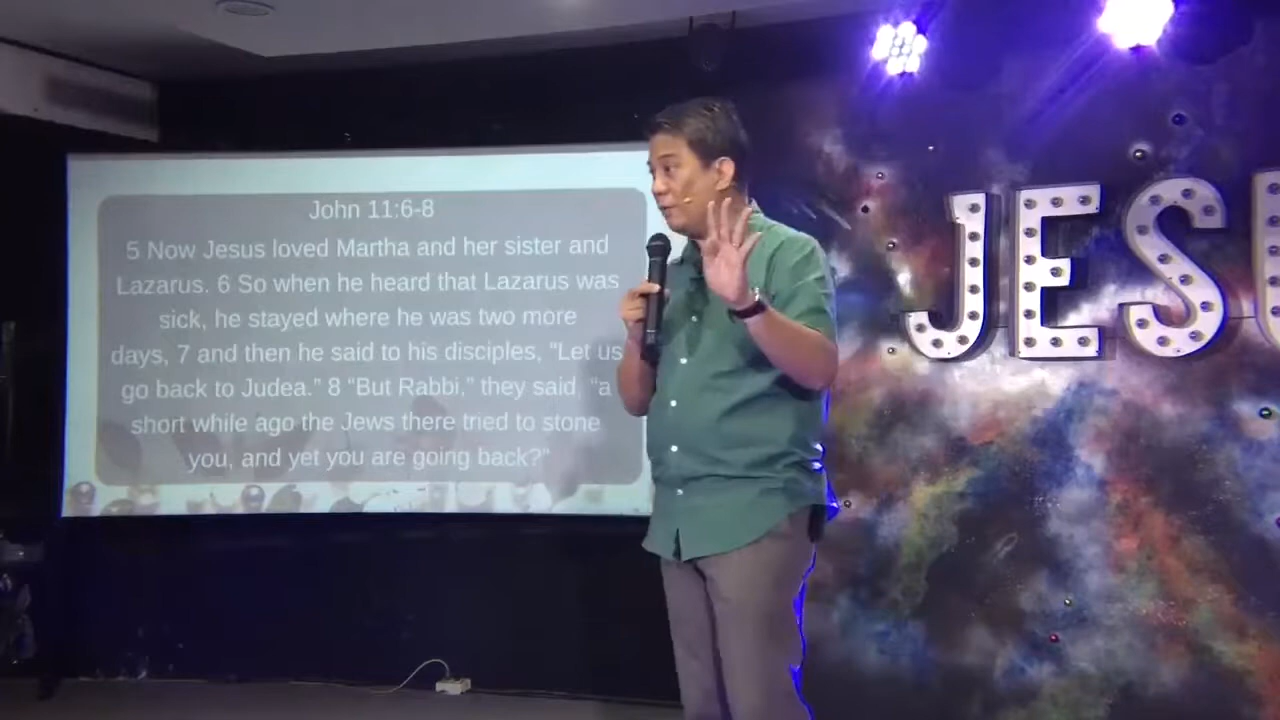 John 11:6-8
5 Now Jesus loved Martha and her sister and
Lazarus. 6 So when he heard that Lazarus was
sick, he stayed where he was two more
days, 7 and then he said to his disciples, “Let us
go back to Judea.” 8 “But Rabbi,” they said, “a
short while ago the Jews there tried to stone
you, and yet you are going back?”
JESU